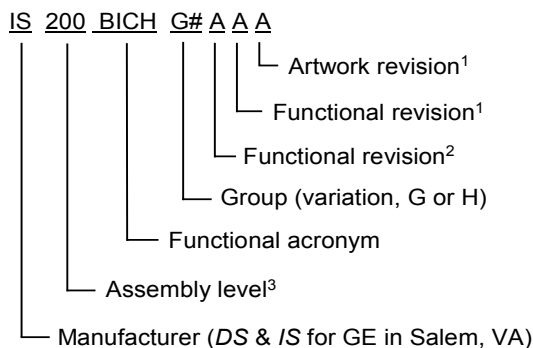 IS 200 BICH G# A A A
Artwork revision¹
Functional revision¹
Functional revision²
Group (variation, G or H)
Functional acronym
Assembly level³
Manufacturer (DS & IS for GE in Salem, VA)